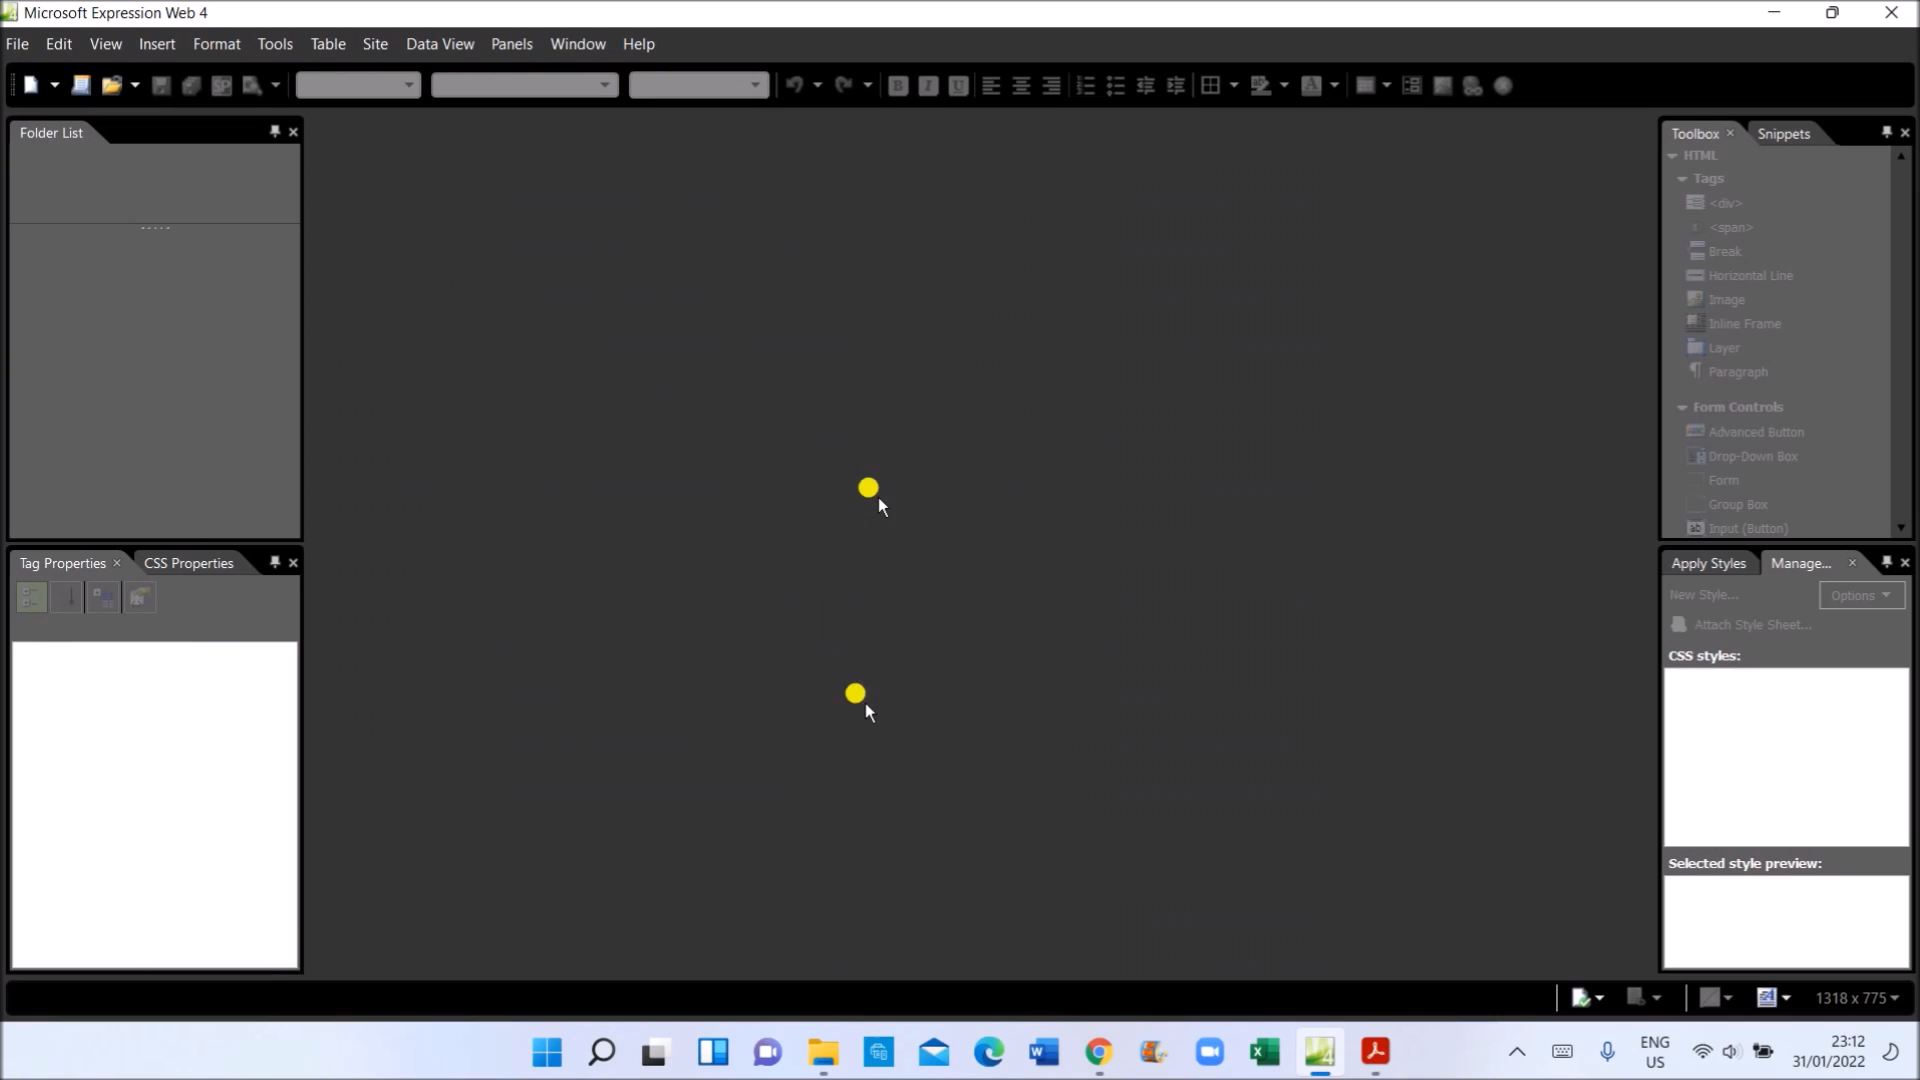 Microsoft Expression Web 4
File Edit View Insert Format Tools Table Site Data View Panels Window Help
Folder List
Toolbox Snippets
HTML
Tags
<div>
<span>
Break
Horizontal Line
Image
Inline Frame
Layer
Paragraph
Form Controls
Advanced Button
Drop-Down Box
Form
Group Box
Input (Button)
Tag Properties CSS Properties
Apply Styles Manage...
New Style... Options
Attach Style Sheet...
CSS styles:
Selected style preview:
1318 x 775
ENG
US
23:12
31/01/2022